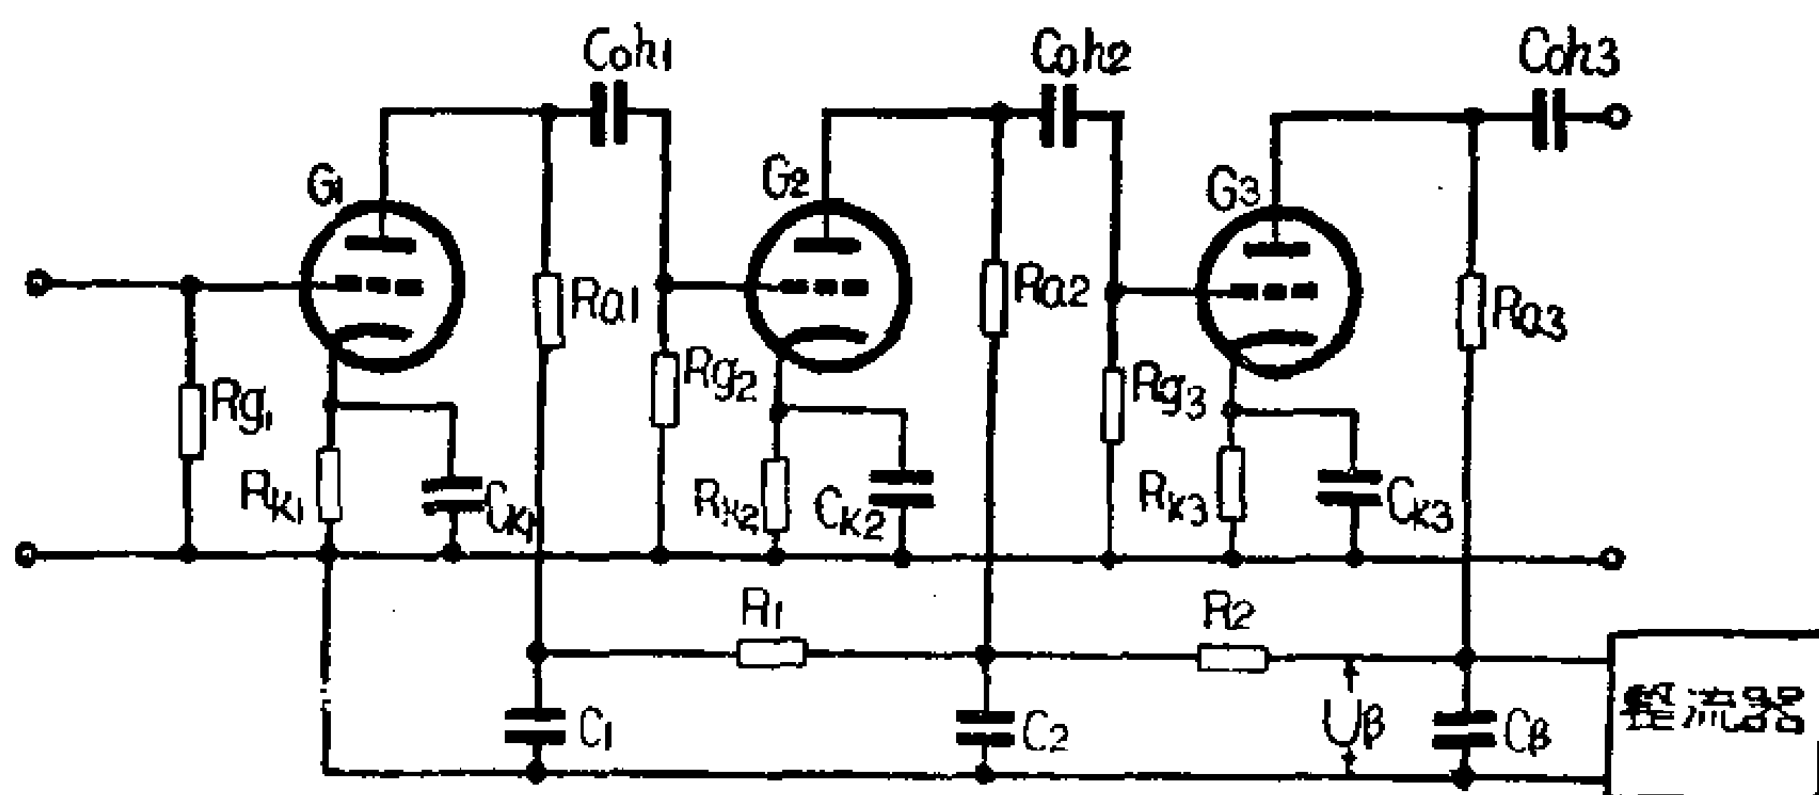 Coh1 Coh2 Coh3
G1 G2 G3
Ra1 Ra2 Ra3
Rg1 Rg2 Rg3
Rk1 Ck1 Rk2 Ck2 Rk3 Ck3
R1 R2
C1 C2 Uβ Cβ 整流器